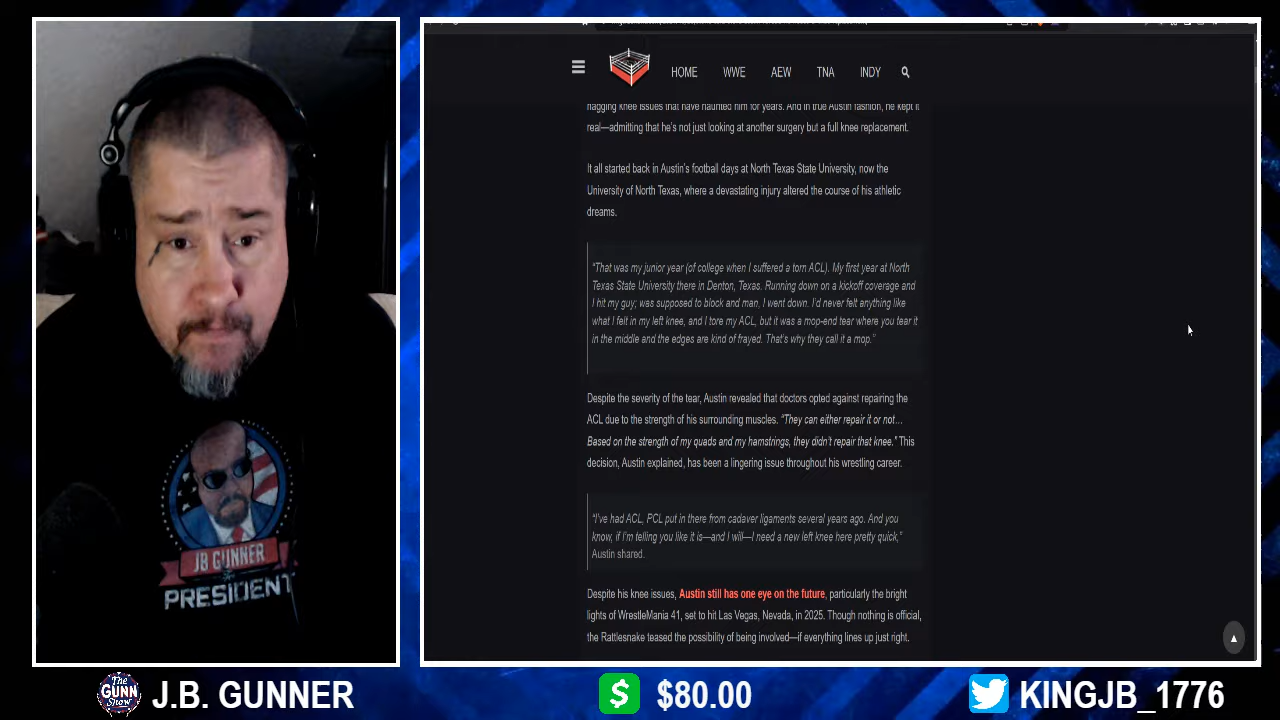 HOME WWE AEW TNA INDY
nagging knee issues that have haunted him for years. And in true Austin fashion, he kept it
real—admitting that he's not just looking at another surgery but a full knee replacement.
It all started back in Austin's football days at North Texas State University, now the
University of North Texas, where a devastating injury altered the course of his athletic
dreams.
"That was my junior year (of college when I suffered a torn ACL). My first year at North
Texas State University there in Denton, Texas. Running down on a kickoff coverage and
I hit my guy; was supposed to block and man, I went down. I'd never felt anything like
what I felt in my left knee, and I tore my ACL, but it was a mop-end tear where you tear it
in the middle and the edges are kind of frayed. That's why they call it a mop."
Despite the severity of the tear, Austin revealed that doctors opted against repairing the
ACL due to the strength of his surrounding muscles. "They can either repair it or not…
Based on the strength of my quads and my hamstrings, they didn't repair that knee." This
decision, Austin explained, has been a lingering issue throughout his wrestling career.
"I've had ACL, PCL put in there from cadaver ligaments several years ago. And you
know, if I'm telling you like it is—and I will—I need a new left knee here pretty quick,"
Austin shared.
Despite his knee issues, Austin still has one eye on the future, particularly the bright
lights of WrestleMania 41, set to hit Las Vegas, Nevada, in 2025. Though nothing is official,
the Rattlesnake teased the possibility of being involved—if everything lines up just right.
JB GUNNER
PRESIDENT
The
GUNN
Show
J.B. GUNNER
$
$80.00
KINGJB_1776